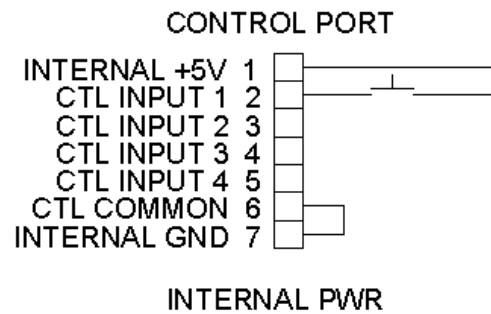 CONTROL PORT
INTERNAL +5V 1
CTL INPUT 1 2
CTL INPUT 2 3
CTL INPUT 3 4
CTL INPUT 4 5
CTL COMMON 6
INTERNAL GND 7
INTERNAL PWR